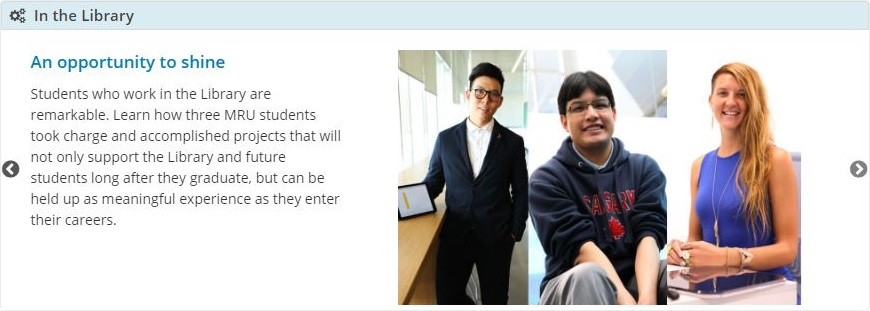 In the Library
An opportunity to shine
Students who work in the Library are
remarkable. Learn how three MRU students
took charge and accomplished projects that will
not only support the Library and future
students long after they graduate, but can be
held up as meaningful experience as they enter
their careers.
CALGARY